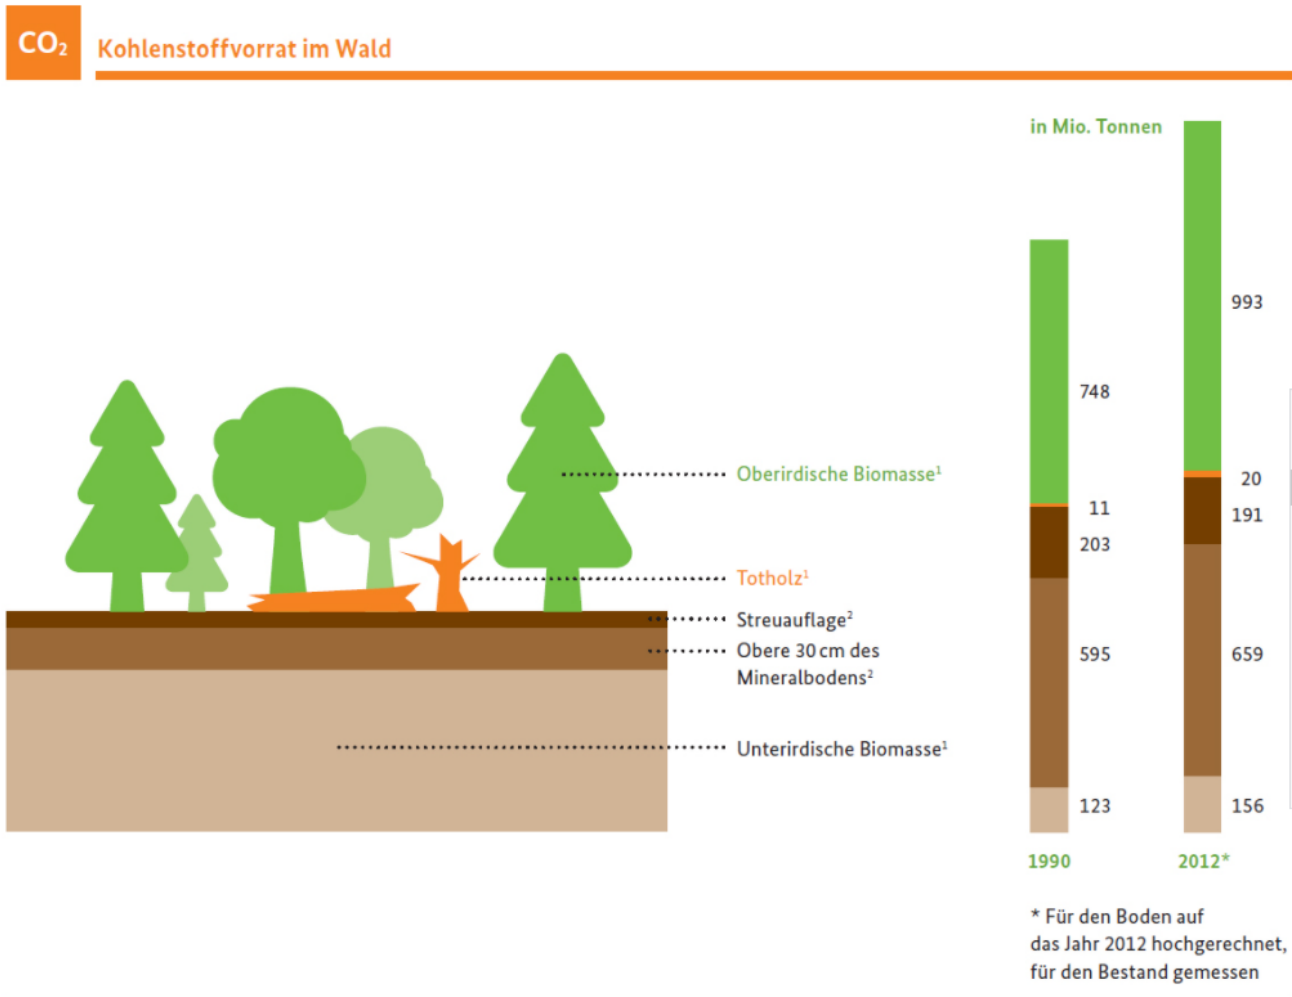 CO₂
Kohlenstoffvorrat im Wald
in Mio. Tonnen
993
748
Oberirdische Biomasse¹
20
11
191
203
Totholz¹
Streuauflage²
Obere 30 cm des
Mineralbodens²
595
659
Unterirdische Biomasse¹
123
156
1990
2012*
* Für den Boden auf
das Jahr 2012 hochgerechnet,
für den Bestand gemessen